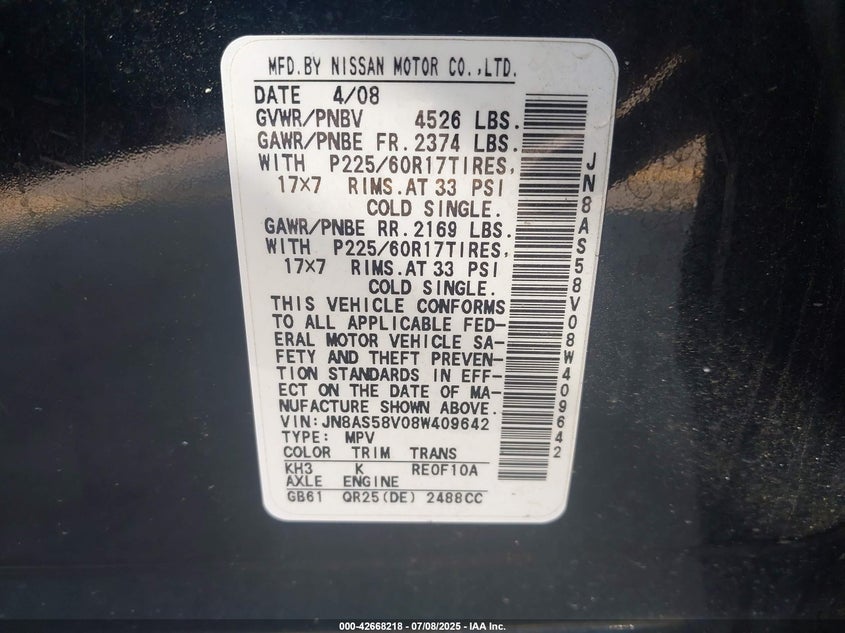 MFD.BY NISSAN MOTOR CO.,LTD.
DATE 4/08
GVWR/PNBV 4526 LBS.
GAWR/PNBE FR. 2374 LBS.
WITH P225/60R17TIRES,
17×7 RIMS.AT 33 PSI
COLD SINGLE.
GAWR/PNBE RR. 2169 LBS.
WITH P225/60R17TIRES,
17×7 RIMS.AT 33 PSI
COLD SINGLE.
THIS VEHICLE CONFORMS
TO ALL APPLICABLE FED-
ERAL MOTOR VEHICLE SA-
FETY AND THEFT PREVEN-
TION STANDARDS IN EFF-
ECT ON THE DATE OF MA-
NUFACTURE SHOWN ABOVE.
VIN:JN8AS58V08W409642
TYPE: MPV
COLOR TRIM TRANS
KH3 K RE0F10A
AXLE ENGINE
GB61 QR25(DE) 2488CC
JN8AS58V08W409642
000-42668218 - 07/08/2025 - IAA Inc.